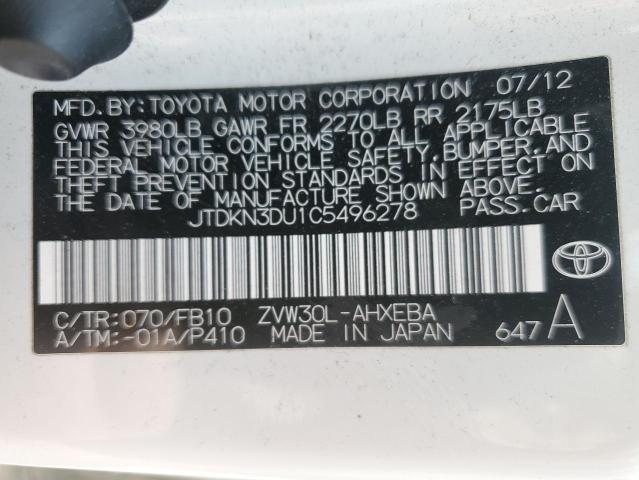 MFD. BY: TOYOTA MOTOR CORPORATION 07/12
GVWR 3980LB GAWR FR 2270LB RR 2175LB
THIS VEHICLE CONFORMS TO ALL APPLICABLE
FEDERAL MOTOR VEHICLE SAFETY, BUMPER, AND
THEFT PREVENTION STANDARDS IN EFFECT ON
THE DATE OF MANUFACTURE SHOWN ABOVE.
JTDKN3DU1C5496278 PASS. CAR
C/TR: 070/FB10 ZVW30L-AHXEBA
A/TM: -01A/P410 MADE IN JAPAN 647 A
TOYOTA